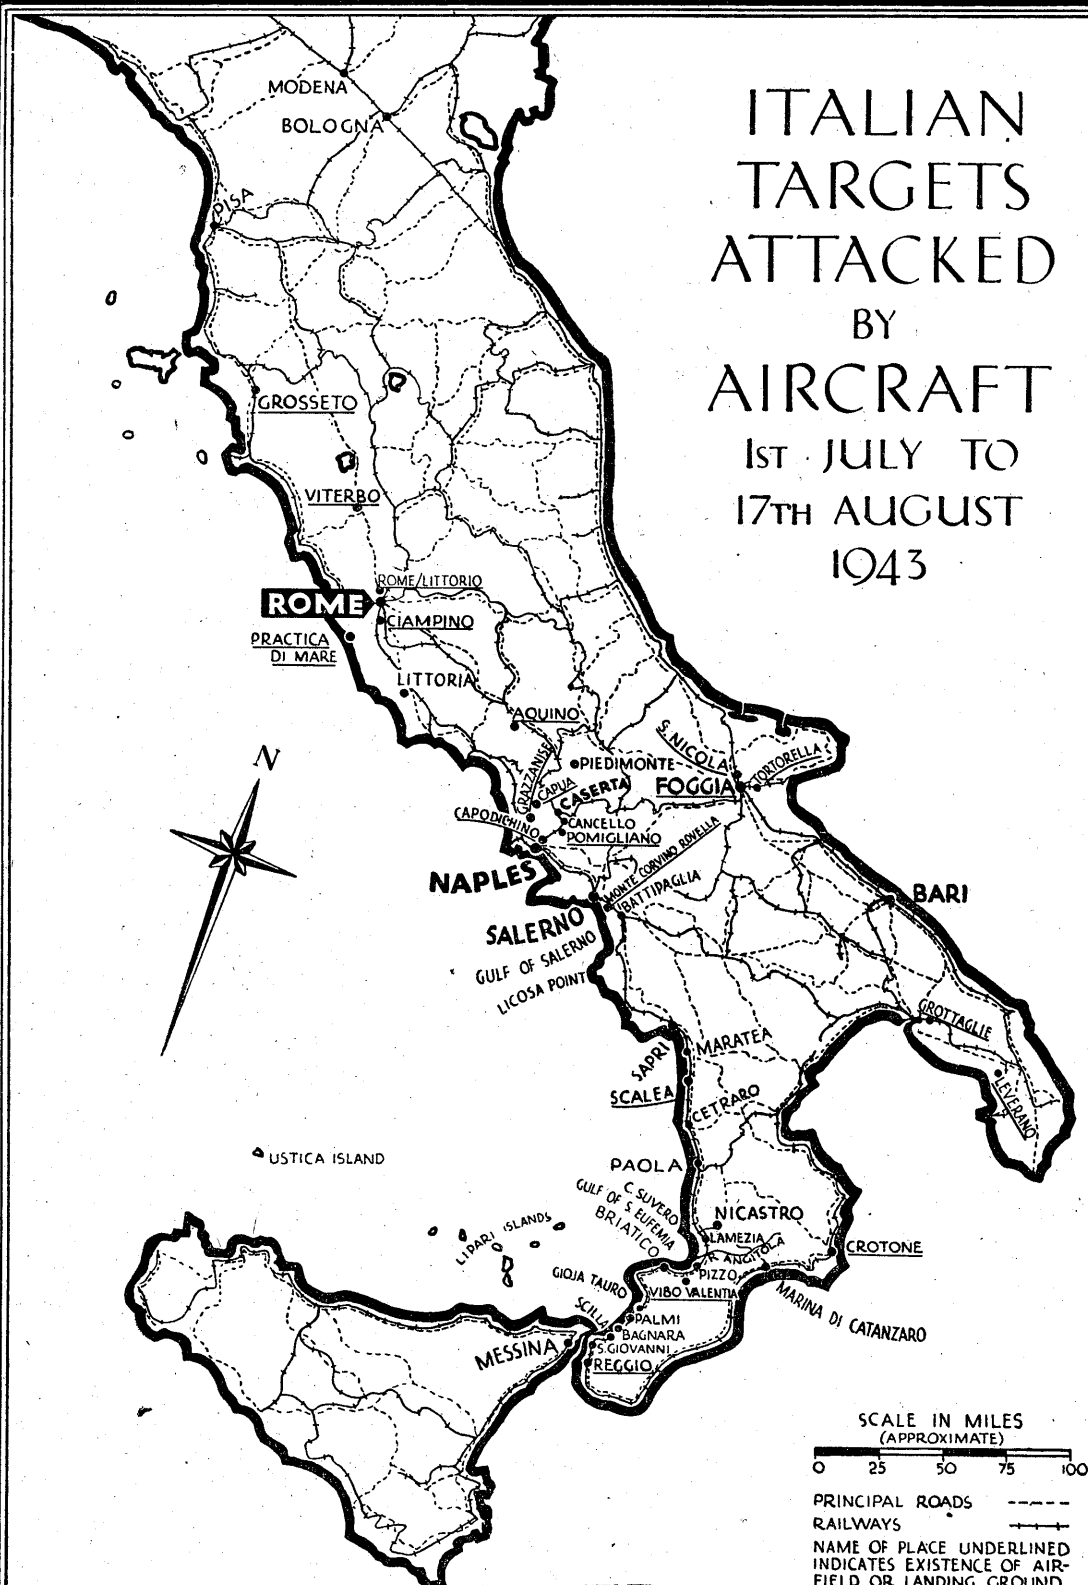 ITALIAN
TARGETS
ATTACKED
BY
AIRCRAFT
1ST JULY TO
17TH AUGUST
1943
MODENA
BOLOGNA
PISA
GROSSETO
VITERBO
ROME/LITTORIO
ROME
CIAMPINO
PRACTICA
DI MARE
LITTORIA
AQUINO
S. NICOLA
TORTORELLA
PIEDIMONTE
FOGGIA
GRAZZANISE
CAPUA
CASERTA
CAPODICHINO
CANCELLO
POMIGLIANO
NAPLES
MONTE CORVINO ROVELLA
BATTIPAGLIA
BARI
SALERNO
GULF OF SALERNO
LICOSA POINT
GROTTAGLIE
LEVERANO
SAPRI
MARATEA
SCALEA
CETRARO
PAOLA
C. SUVERO
GULF OF S. EUFEMIA
BRIATICO
NICASTRO
LAMEZIA
R. ANGITOLA
CROTONE
PIZZO
VIBO VALENTIA
MARINA DI CATANZARO
GIOJA TAURO
SCILLA
PALMI
BAGNARA
S. GIOVANNI
REGGIO
MESSINA
USTICA ISLAND
LIPARI ISLANDS
N
SCALE IN MILES
(APPROXIMATE)
0 25 50 75 100
PRINCIPAL ROADS
RAILWAYS
NAME OF PLACE UNDERLINED
INDICATES EXISTENCE OF AIR-
FIELD OR LANDING GROUND